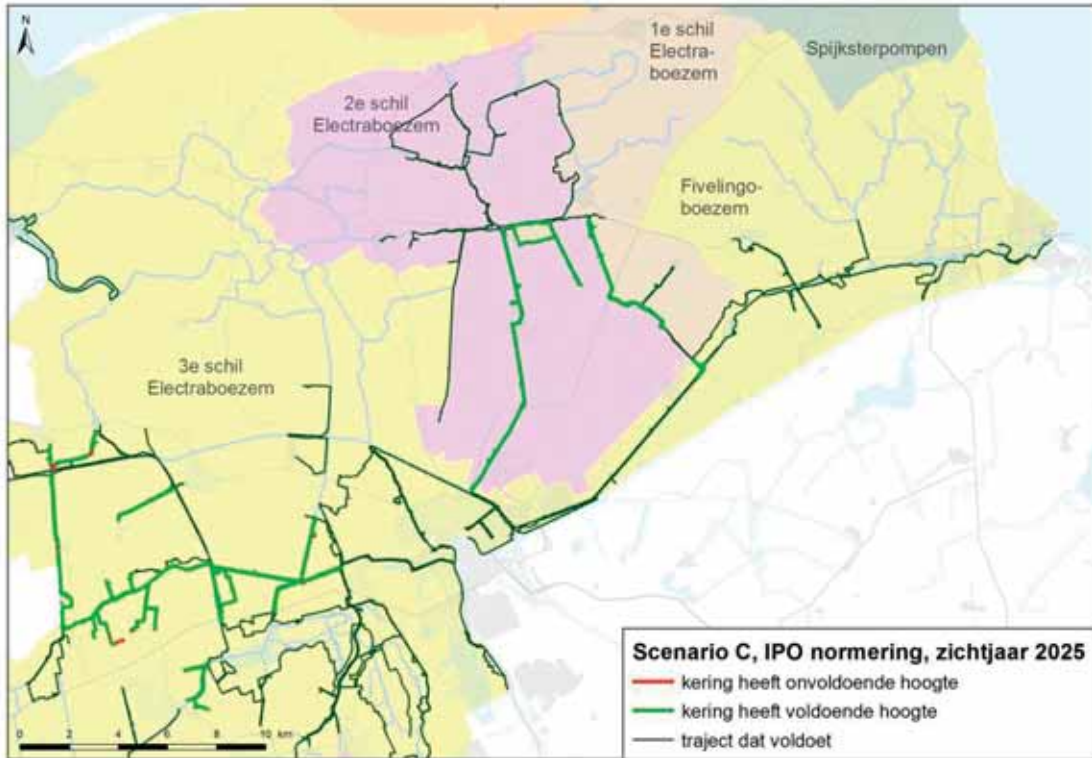 N
1e schil
Electra-
boezem
Spijksterpompen
2e schil
Electraboezem
Fivelingo-
boezem
3e schil
Electraboezem
Scenario C, IPO normering, zichtjaar 2025
kering heeft onvoldoende hoogte
kering heeft voldoende hoogte
traject dat voldoet
0 2 4 6 8 10 km